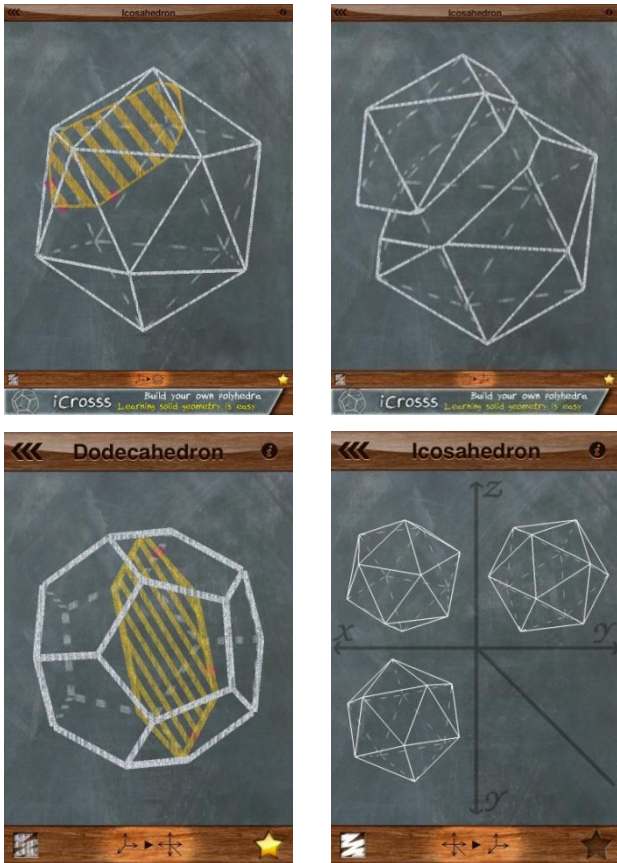 Icosahedron
Icosahedron
iCrosss
Build your own polyhedra
Learning solid geometry is easy
iCrosss
Build your own polyhedra
Learning solid geometry is easy
Dodecahedron
i
Icosahedron
i
Z
X
Y
Y